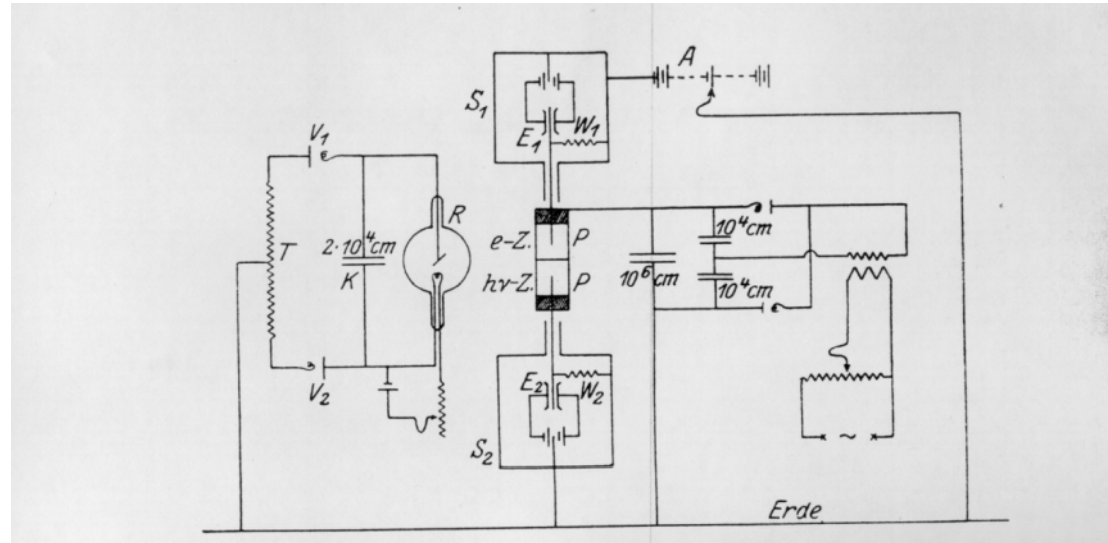 A
S₁
V₁
E₁
W₁
R
T
2·10⁴cm
K
e-Z.
P
hν-Z.
P
10⁴cm
10⁶cm
10⁴cm
V₂
E₂
W₂
S₂
~
Erde